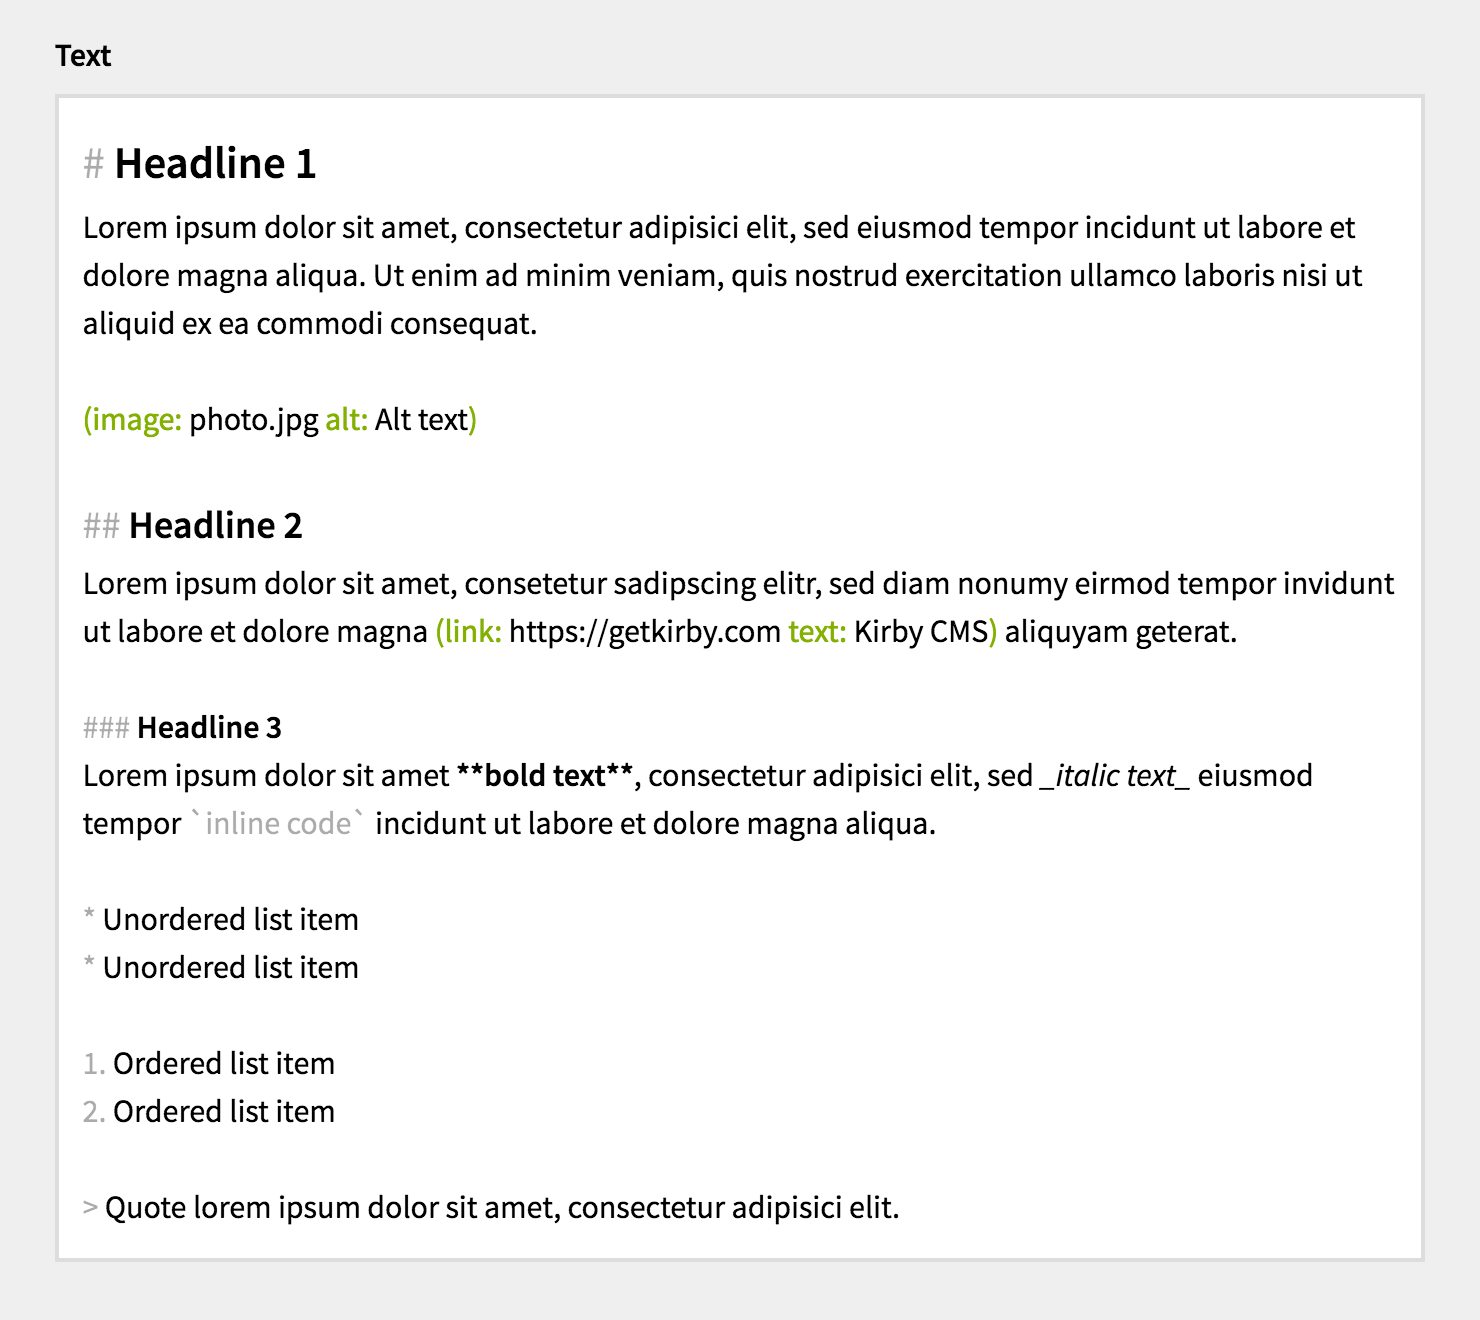 Text
# Headline 1
Lorem ipsum dolor sit amet, consectetur adipisici elit, sed eiusmod tempor incidunt ut labore et
dolore magna aliqua. Ut enim ad minim veniam, quis nostrud exercitation ullamco laboris nisi ut
aliquid ex ea commodi consequat.
(image: photo.jpg alt: Alt text)
## Headline 2
Lorem ipsum dolor sit amet, consetetur sadipscing elitr, sed diam nonumy eirmod tempor invidunt
ut labore et dolore magna (link: https://getkirby.com text: Kirby CMS) aliquyam geterat.
### Headline 3
Lorem ipsum dolor sit amet **bold text**, consectetur adipisici elit, sed _italic text_ eiusmod
tempor `inline code` incidunt ut labore et dolore magna aliqua.
* Unordered list item
* Unordered list item
1. Ordered list item
2. Ordered list item
> Quote lorem ipsum dolor sit amet, consectetur adipisici elit.